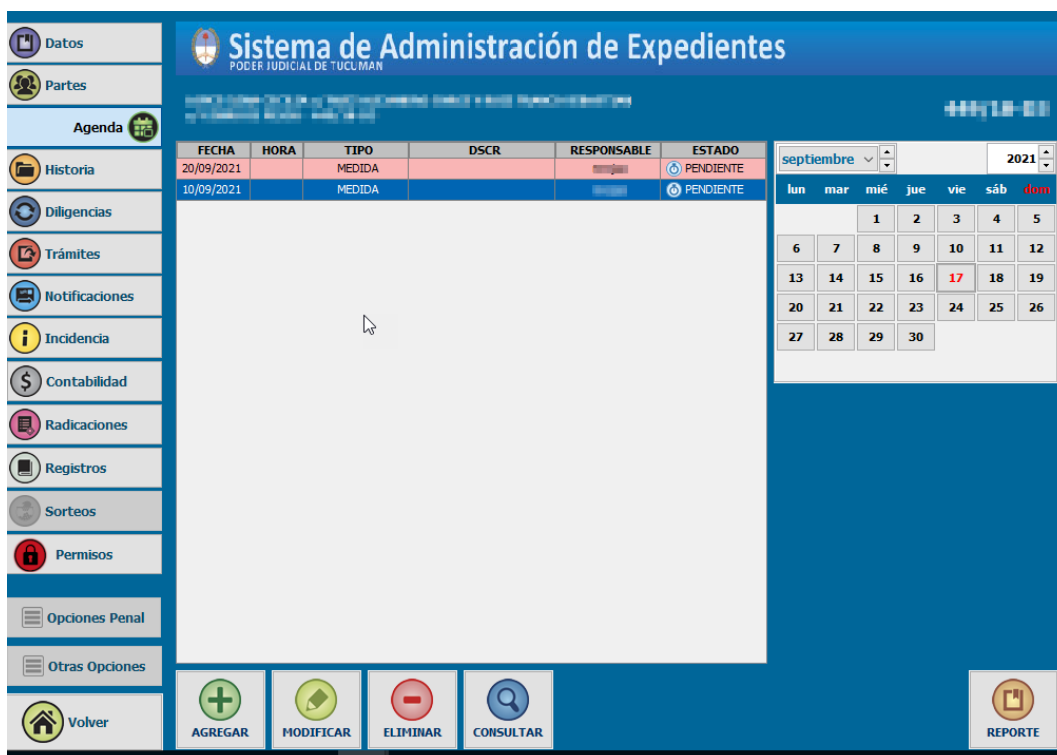 Datos
Partes
Agenda
Historia
Diligencias
Trámites
Notificaciones
Incidencia
Contabilidad
Radicaciones
Registros
Sorteos
Permisos
Opciones Penal
Otras Opciones
Volver
Sistema de Administración de Expedientes
PODER JUDICIAL DE TUCUMAN
FECHA HORA TIPO DSCR RESPONSABLE ESTADO
20/09/2021 MEDIDA PENDIENTE
10/09/2021 MEDIDA PENDIENTE
septiembre 2021
lun mar mié jue vie sáb dom
1 2 3 4 5
6 7 8 9 10 11 12
13 14 15 16 17 18 19
20 21 22 23 24 25 26
27 28 29 30
AGREGAR MODIFICAR ELIMINAR CONSULTAR REPORTE